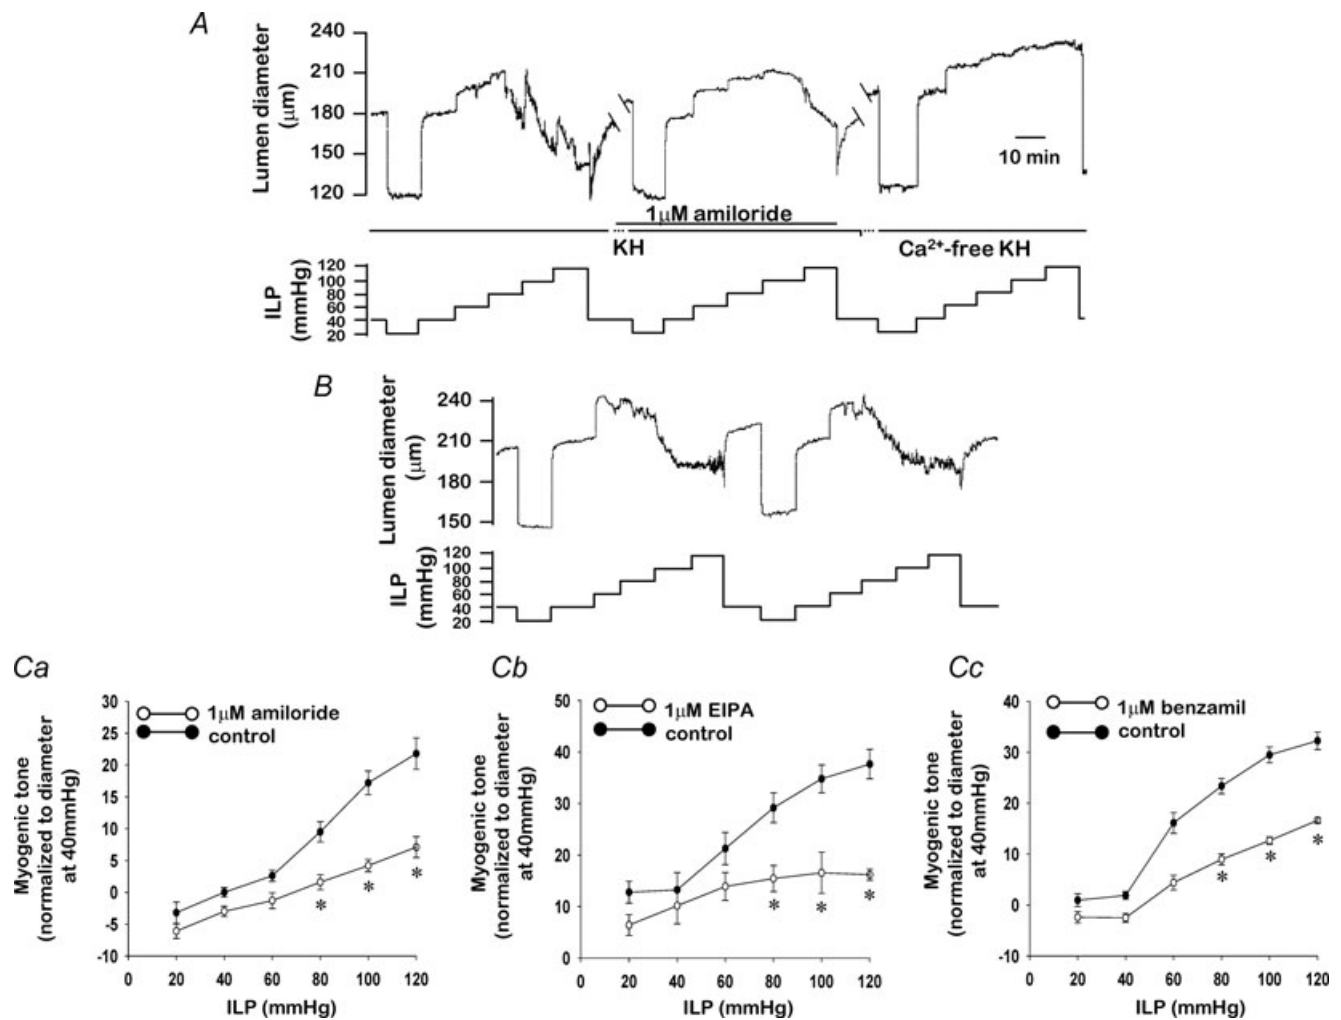 A
Lumen diameter
(μm)
240
210
180
150
120
10 min
1μM amiloride
KH
Ca²⁺-free KH
ILP
(mmHg)
120
100
80
60
40
20
B
Lumen diameter
(μm)
240
210
180
150
ILP
(mmHg)
120
100
80
60
40
20
Ca
Myogenic tone
(normalized to diameter
at 40mmHg)
30
25
20
15
10
5
0
-5
-10
1μM amiloride
control
* * *
0 20 40 60 80 100 120
ILP (mmHg)
Cb
Myogenic tone
(normalized to diameter
at 40mmHg)
50
40
30
20
10
0
1μM EIPA
control
* * *
0 20 40 60 80 100 120
ILP (mmHg)
Cc
Myogenic tone
(normalized to diameter
at 40mmHg)
40
30
20
10
0
-10
1μM benzamil
control
* * *
0 20 40 60 80 100 120
ILP (mmHg)